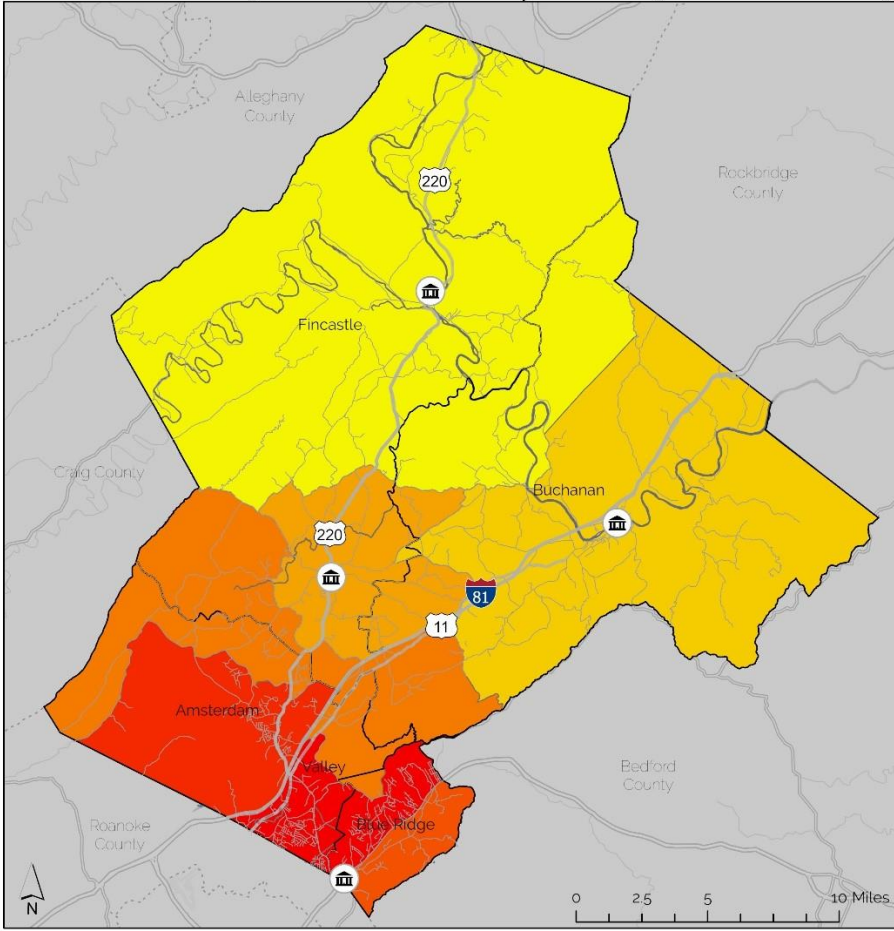 Alleghany
County
Rockbridge
County
220
Fincastle
Craig County
Buchanan
220
81
11
Amsterdam
Valley
Bedford
County
Blue Ridge
Roanoke
County
N
0 2.5 5 10 Miles